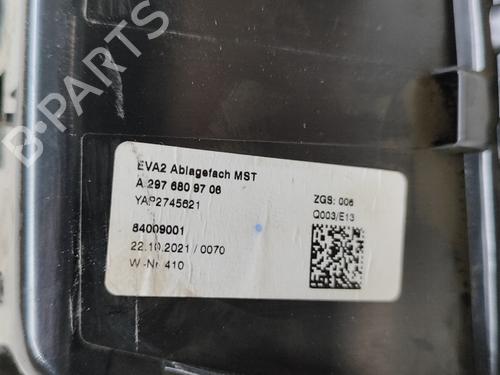 B-PARTS
EVA2 Ablagefach MST
A 297 680 97 06
YAP2745621
ZGS: 006
Q003/E13
84009001
22.10.2021 / 0070
W.-Nr. 410